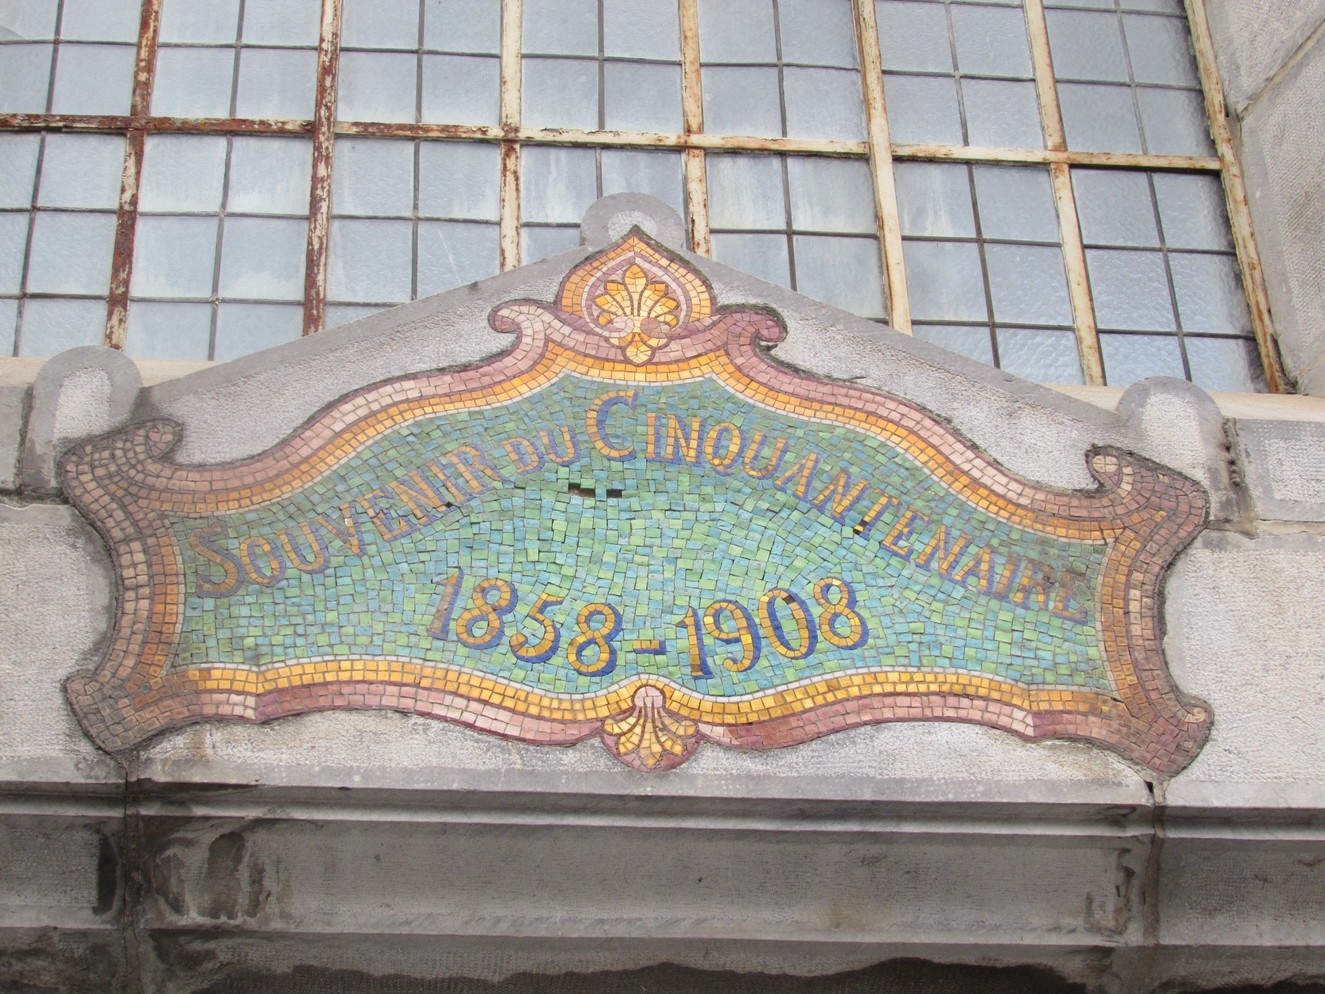 SOUVENIR DU CINQUANTENAIRE
1858-1908